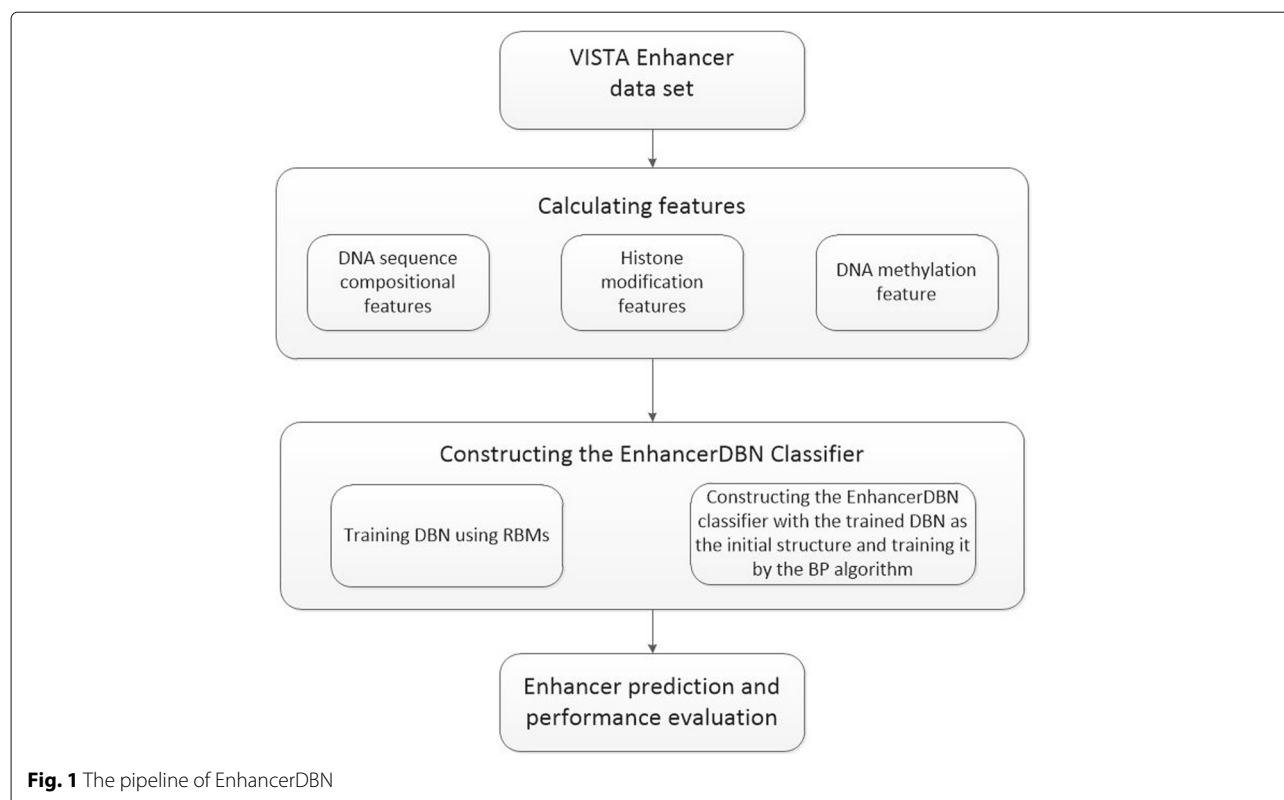 VISTA Enhancer
data set
Calculating features
DNA sequence
compositional
features
Histone
modification
features
DNA methylation
feature
Constructing the EnhancerDBN Classifier
Training DBN using RBMs
Constructing the EnhancerDBN
classifier with the trained DBN as
the initial structure and training it
by the BP algorithm
Enhancer prediction and
performance evaluation
Fig. 1 The pipeline of EnhancerDBN